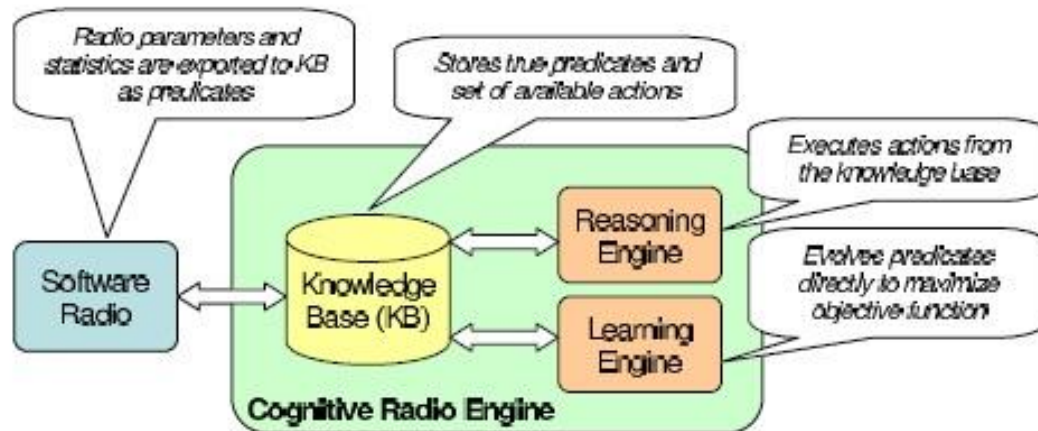 Radio parameters and
statistics are exported to KB
as predicates
Stores true predicates and
set of available actions
Executes actions from
the knowledge base
Reasoning
Engine
Software
Radio
Knowledge
Base (KB)
Evolves predicates
directly to maximize
objective function
Learning
Engine
Cognitive Radio Engine